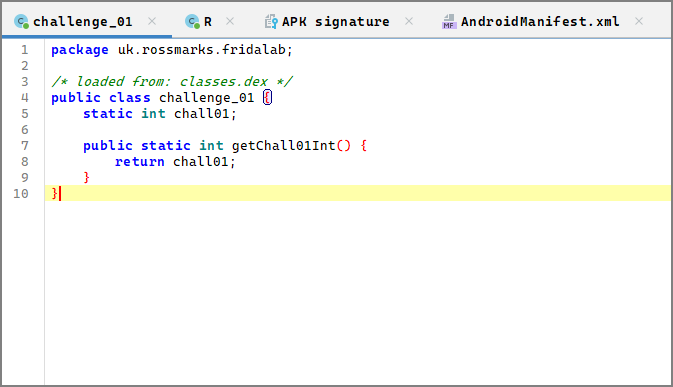 challenge_01 R APK signature AndroidManifest.xml
1 package uk.rossmarks.fridalab;
2
3 /* loaded from: classes.dex */
4 public class challenge_01 {
5 static int chall01;
6
7 public static int getChall01Int() {
8 return chall01;
9 }
10 }